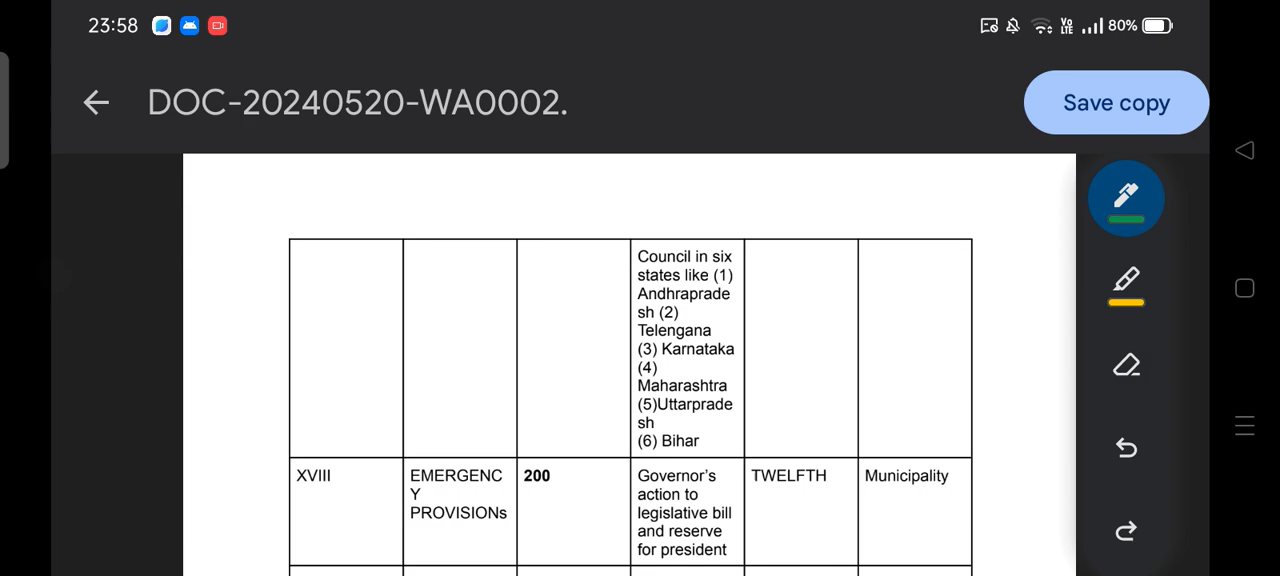 23:58
VO LTE
80%
DOC-20240520-WA0002.
Save copy
Council in six
states like (1)
Andhraprade
sh (2)
Telengana
(3) Karnataka
(4)
Maharashtra
(5)Uttarprade
sh
(6) Bihar
XVIII
EMERGENC
Y
PROVISIONs
200
Governor's
action to
legislative bill
and reserve
for president
TWELFTH
Municipality